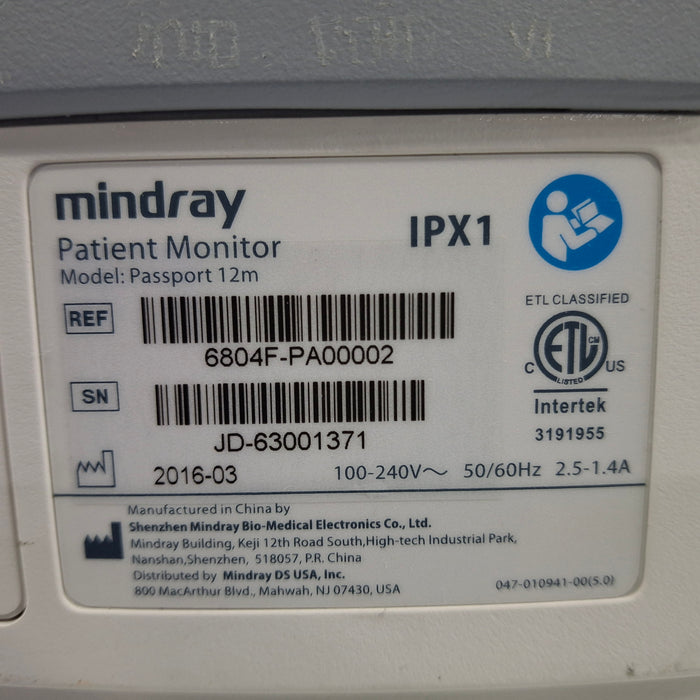 mindray
IPX1
Patient Monitor
Model: Passport 12m
REF
6804F-PA00002
SN
JD-63001371
2016-03
100-240V～ 50/60Hz 2.5-1.4A
ETL CLASSIFIED
ETL CM
LISTED
C US
Intertek
3191955
Manufactured in China by
Shenzhen Mindray Bio-Medical Electronics Co., Ltd.
Mindray Building, Keji 12th Road South,High-tech Industrial Park,
Nanshan,Shenzhen, 518057, P.R. China
Distributed by Mindray DS USA, Inc.
800 MacArthur Blvd., Mahwah, NJ 07430, USA
047-010941-00(5.0)